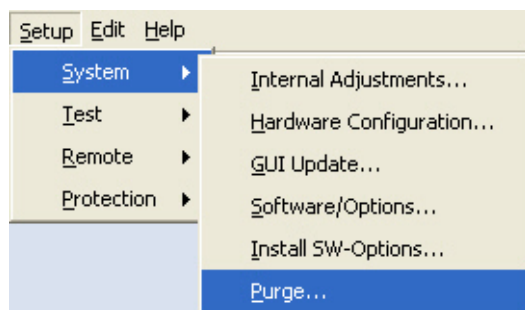 Setup Edit Help
System
Test
Remote
Protection
Internal Adjustments...
Hardware Configuration...
GUI Update...
Software/Options...
Install SW-Options...
Purge...